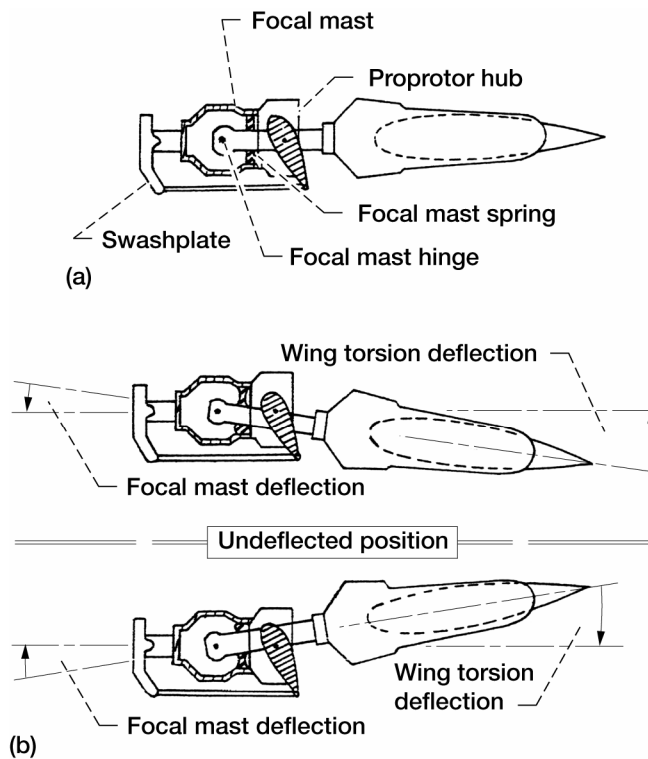 Focal mast
Proprotor hub
Focal mast spring
Swashplate
Focal mast hinge
(a)
Wing torsion deflection
Focal mast deflection
Undeflected position
Wing torsion
deflection
Focal mast deflection
(b)